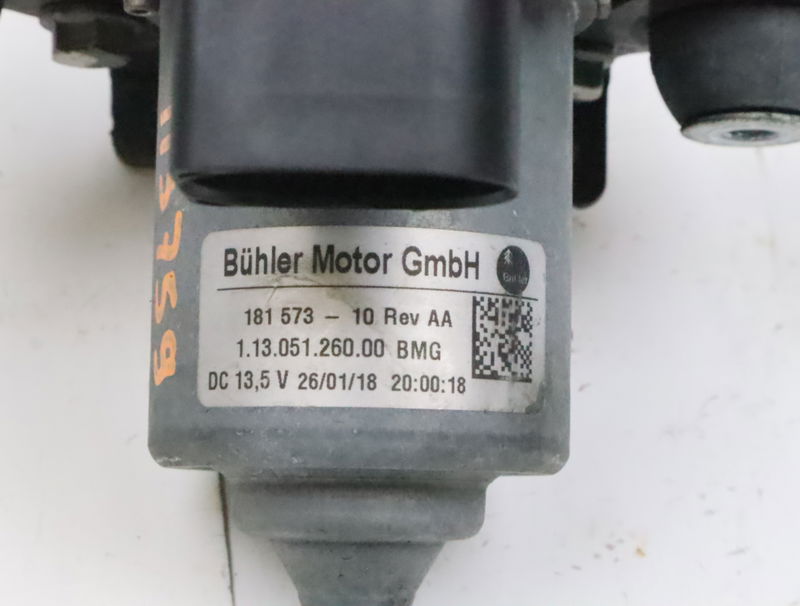 Bühler Motor GmbH
Bühler
181 573 - 10 Rev AA
1.13.051.260.00 BMG
DC 13,5 V 26/01/18 20:00:18